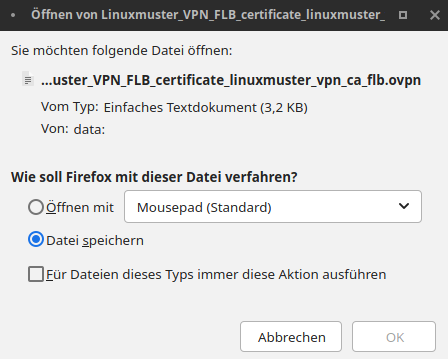 Öffnen von Linuxmuster_VPN_FLB_certificate_linuxmuster_
Sie möchten folgende Datei öffnen:
...uster_VPN_FLB_certificate_linuxmuster_vpn_ca_flb.ovpn
Vom Typ: Einfaches Textdokument (3,2 KB)
Von: data:
Wie soll Firefox mit dieser Datei verfahren?
Öffnen mit Mousepad (Standard)
Datei speichern
Für Dateien dieses Typs immer diese Aktion ausführen
Abbrechen OK